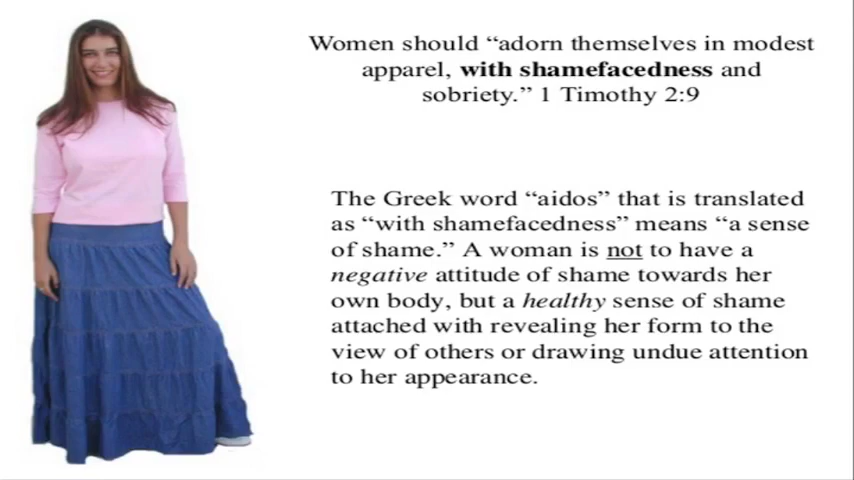 Women should “adorn themselves in modest
apparel, with shamefacedness and
sobriety.” 1 Timothy 2:9
The Greek word “aidos” that is translated
as “with shamefacedness” means “a sense
of shame.” A woman is not to have a
negative attitude of shame towards her
own body, but a healthy sense of shame
attached with revealing her form to the
view of others or drawing undue attention
to her appearance.